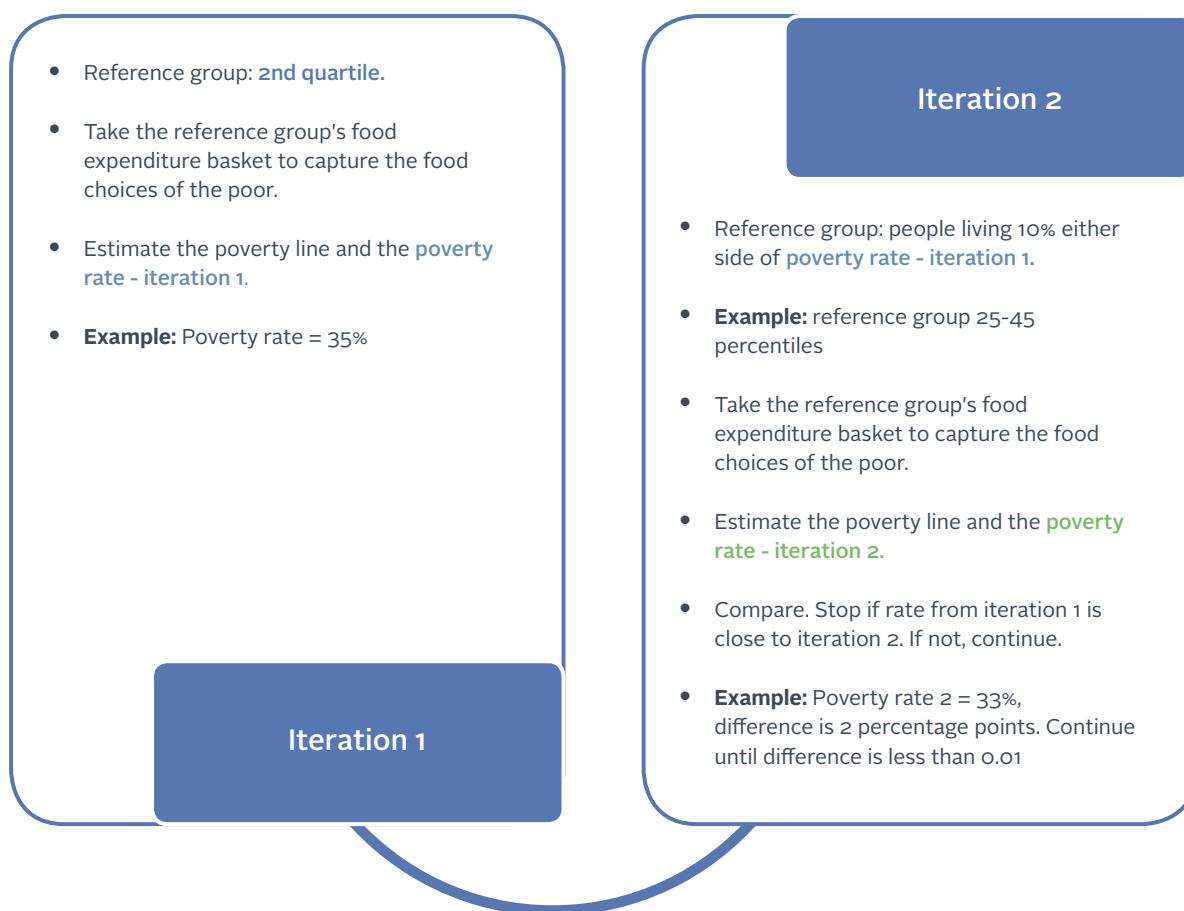 • Reference group: 2nd quartile.
• Take the reference group's food
expenditure basket to capture the food
choices of the poor.
• Estimate the poverty line and the poverty
rate - iteration 1.
• Example: Poverty rate = 35%
Iteration 1
Iteration 2
• Reference group: people living 10% either
side of poverty rate - iteration 1.
• Example: reference group 25-45
percentiles
• Take the reference group's food
expenditure basket to capture the food
choices of the poor.
• Estimate the poverty line and the poverty
rate - iteration 2.
• Compare. Stop if rate from iteration 1 is
close to iteration 2. If not, continue.
• Example: Poverty rate 2 = 33%,
difference is 2 percentage points. Continue
until difference is less than 0.01